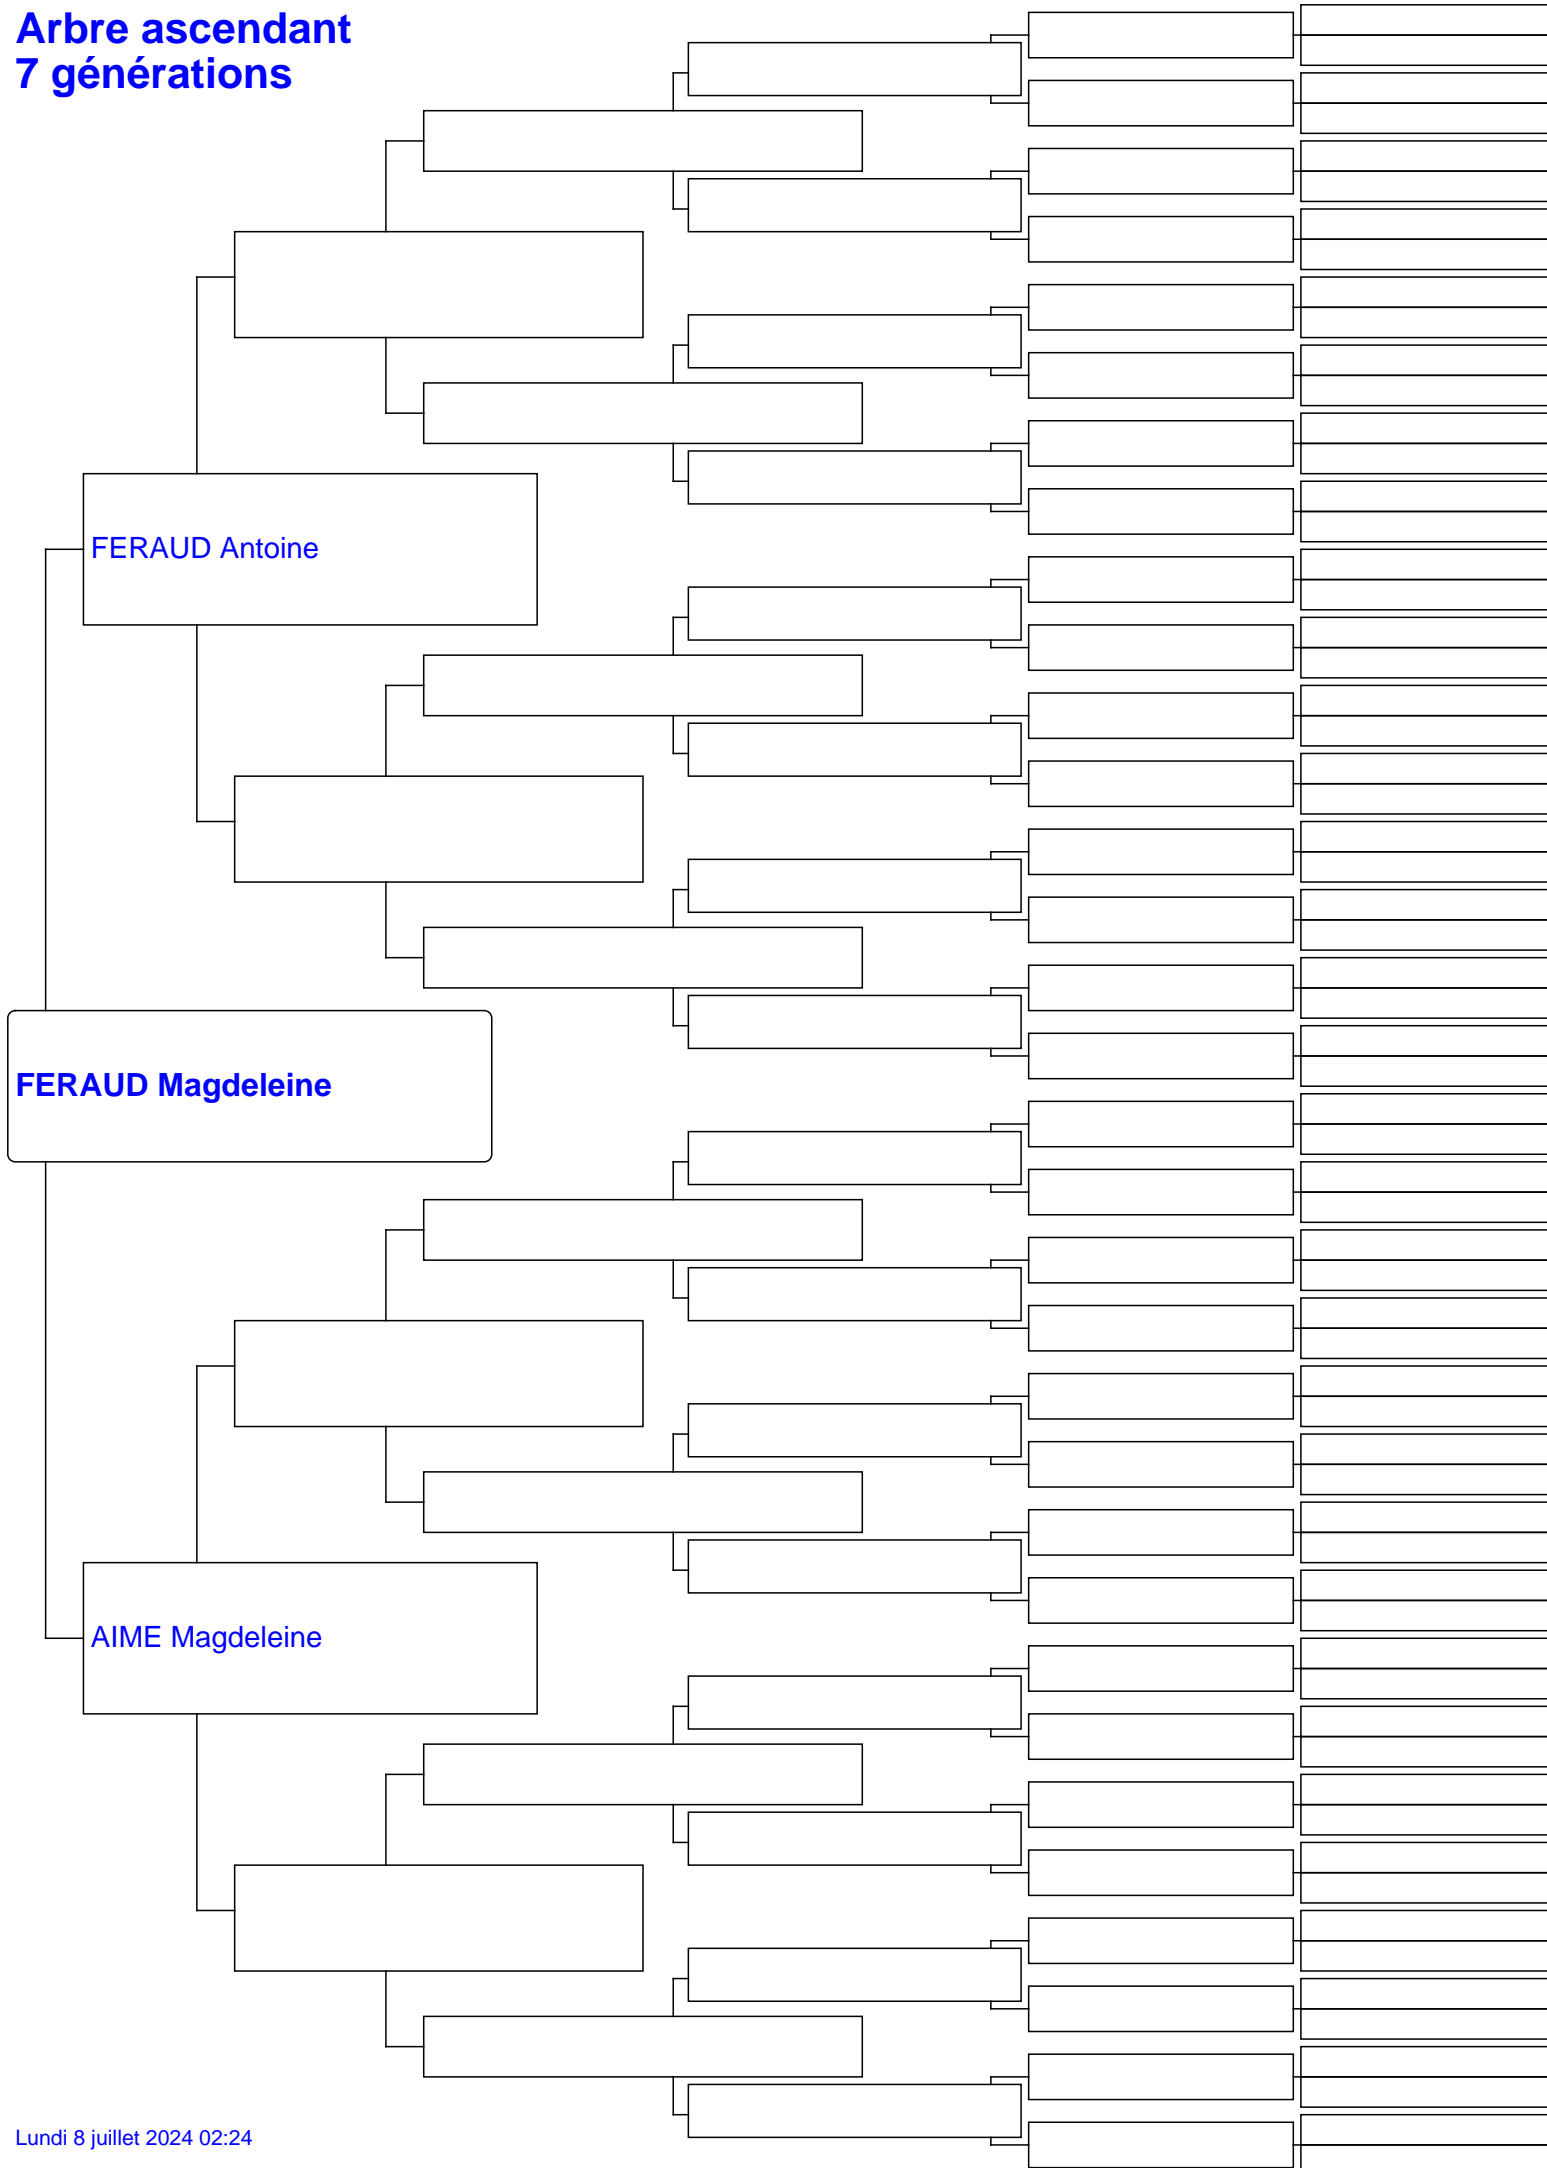 Arbre ascendant
7 générations
FERAUD Antoine
FERAUD Magdeleine
AIME Magdeleine
Lundi 8 juillet 2024 02:24